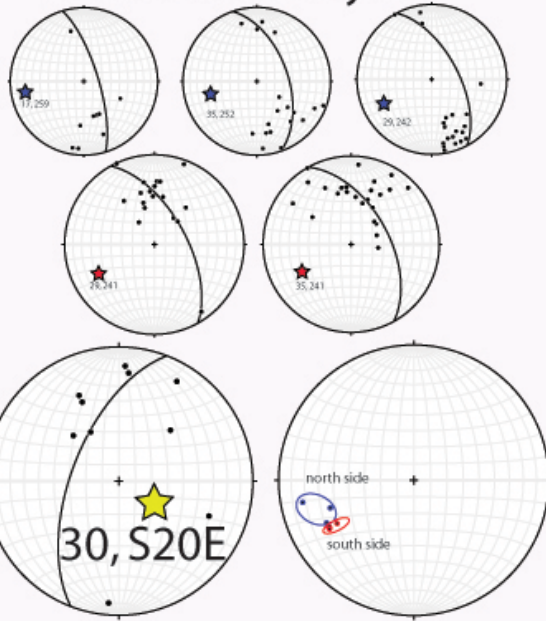 17, 259
35, 252
29, 242
29, 241
35, 241
30, S20E
north side
south side